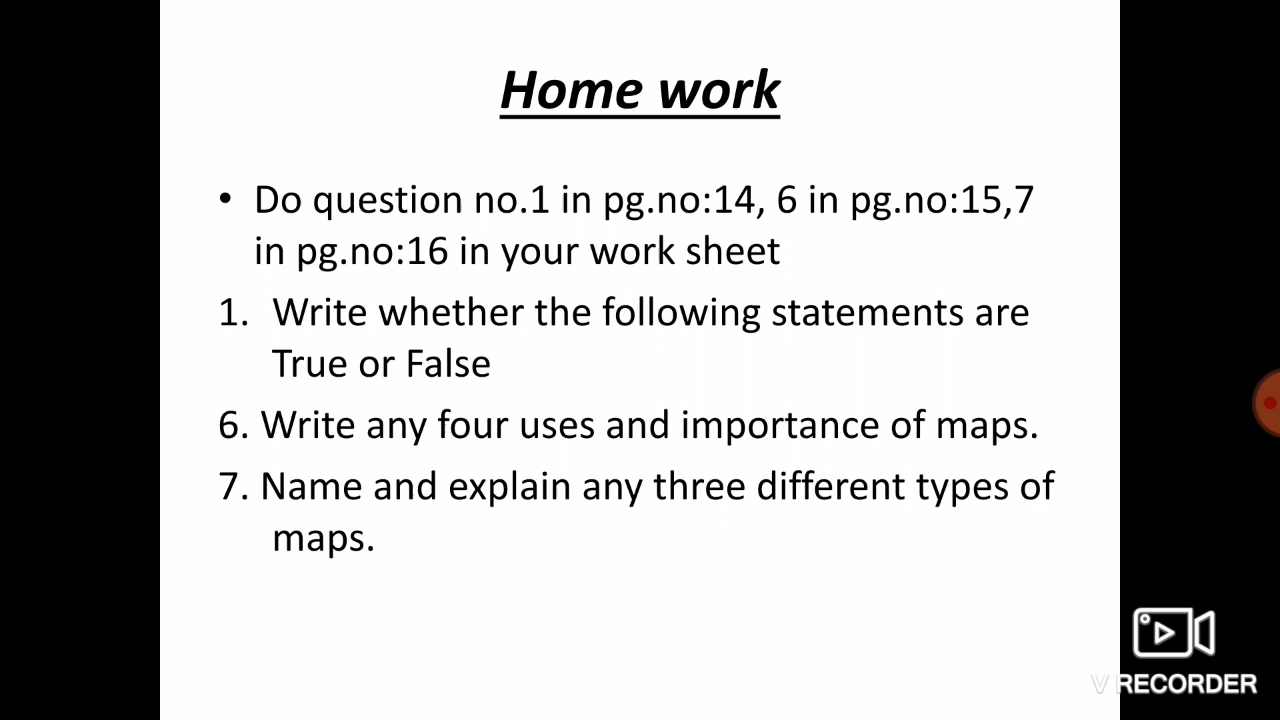 Home work
• Do question no.1 in pg.no:14, 6 in pg.no:15,7
in pg.no:16 in your work sheet
1. Write whether the following statements are
True or False
6. Write any four uses and importance of maps.
7. Name and explain any three different types of
maps.
V RECORDER